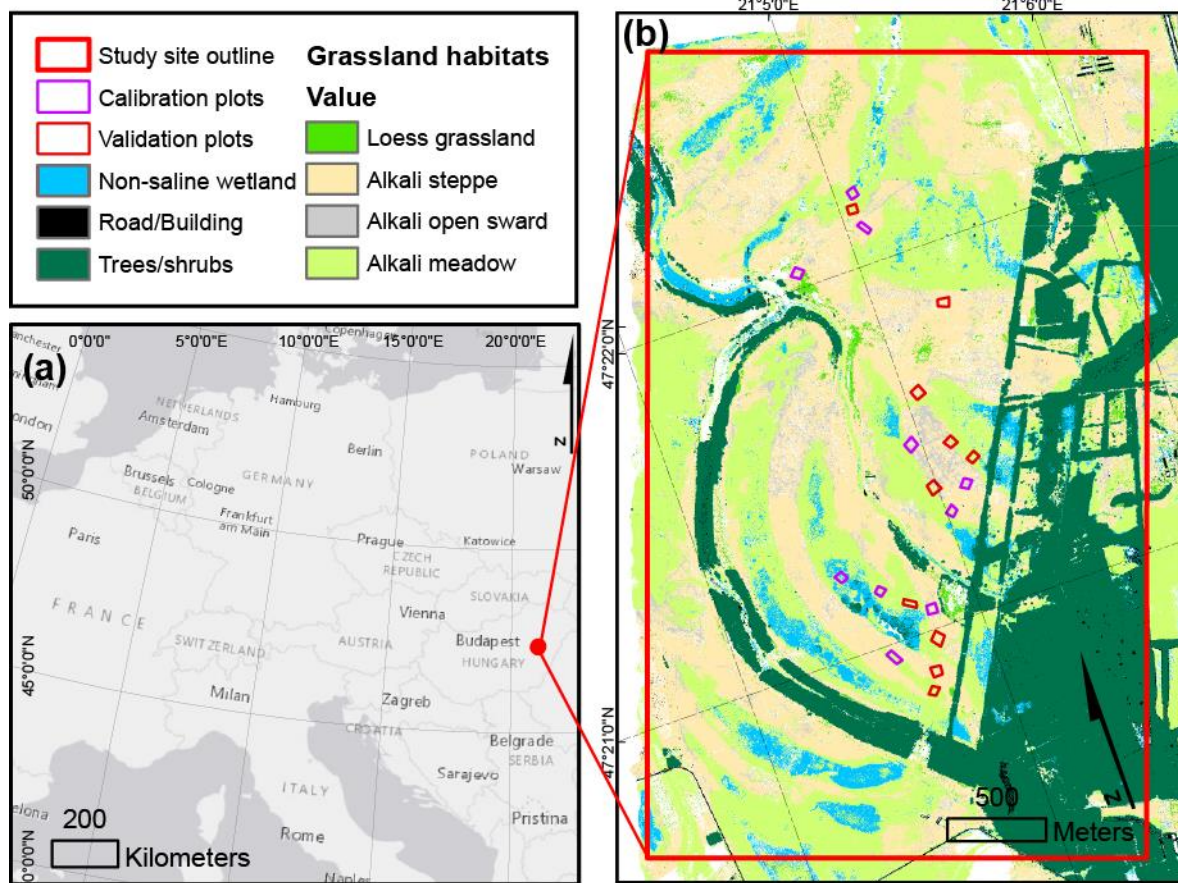 Study site outline
Calibration plots
Validation plots
Non-saline wetland
Road/Building
Trees/shrubs
Grassland habitats
Value
Loess grassland
Alkali steppe
Alkali open sward
Alkali meadow
(a)
0°0'0"
5°0'0"E
10°0'0"E
15°0'0"E
20°0'0"E
50°0'0"N
45°0'0"N
Copenhagen
NETHERLANDS
Amsterdam
Hamburg
Berlin
POLAND
Warsaw
Brussels
BELGIUM
Cologne
GERMANY
Frankfurt
am Main
Paris
Prague
CZECH
REPUBLIC
Katowice
SLOVAKIA
Vienna
FRANCE
SWITZERLAND
AUSTRIA
Budapest
HUNGARY
Milan
Zagreb
CROATIA
Belgrade
SERBIA
Sarajevo
ITALY
Rome
Pristina
Naples
N
200
Kilometers
(b)
21°5'0"E
21°6'0"E
47°22'0"N
47°21'0"N
N
500
Meters